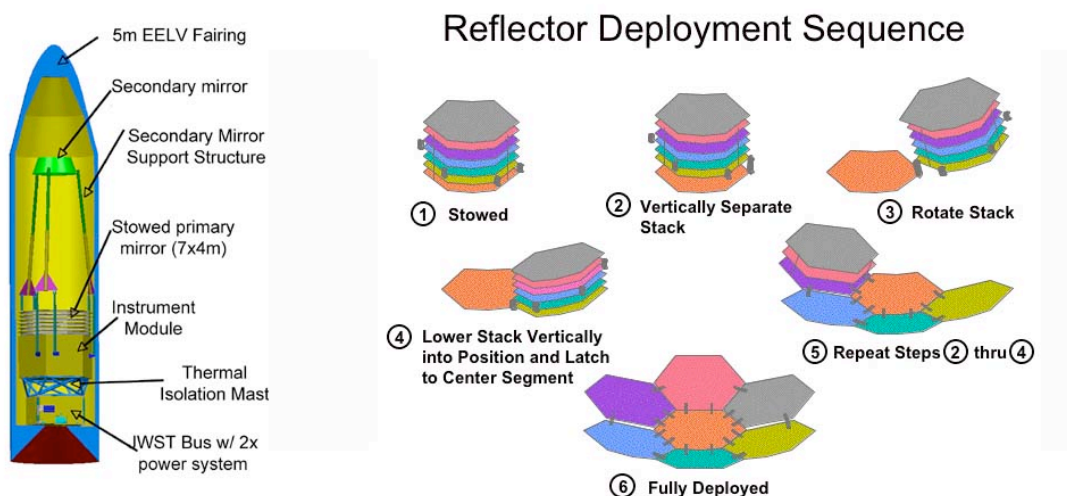 Reflector Deployment Sequence
5m EELV Fairing
Secondary mirror
Secondary Mirror
Support Structure
Stowed primary
mirror (7x4m)
Instrument
Module
Thermal
Isolation Mast
JWST Bus w/ 2x
power system
1 Stowed
2 Vertically Separate
Stack
3 Rotate Stack
4 Lower Stack Vertically
into Position and Latch
to Center Segment
5 Repeat Steps 2 thru 4
6 Fully Deployed